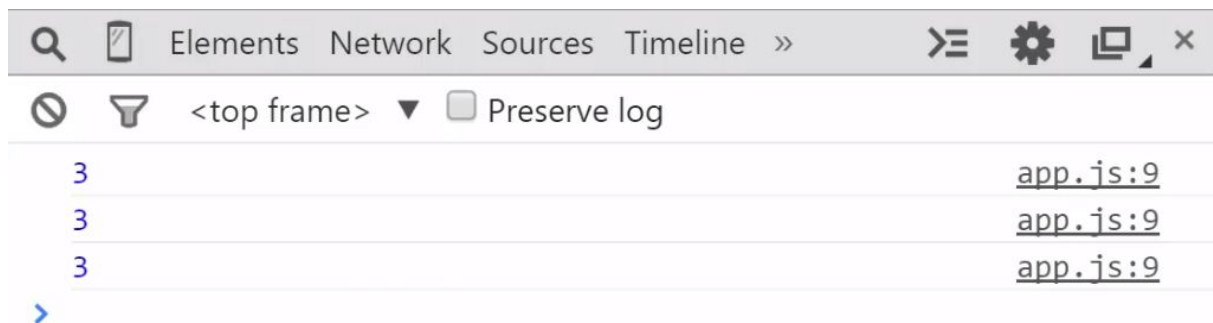 Elements Network Sources Timeline »
<top frame> ▼ Preserve log
3 app.js:9
3 app.js:9
3 app.js:9